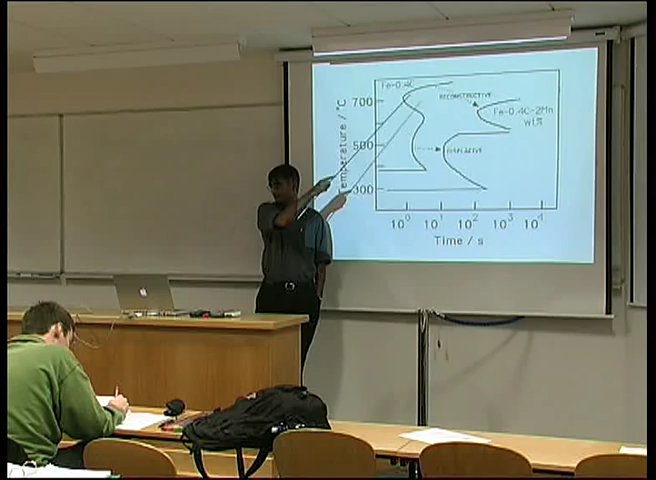 Fe-0.4C
RECONSTRUCTIVE
700
Fe-0.4C-2Mn
Wt.%
Temperature / °C
500
DISPLACIVE
300
10⁰ 10¹ 10² 10³ 10⁴
Time / s